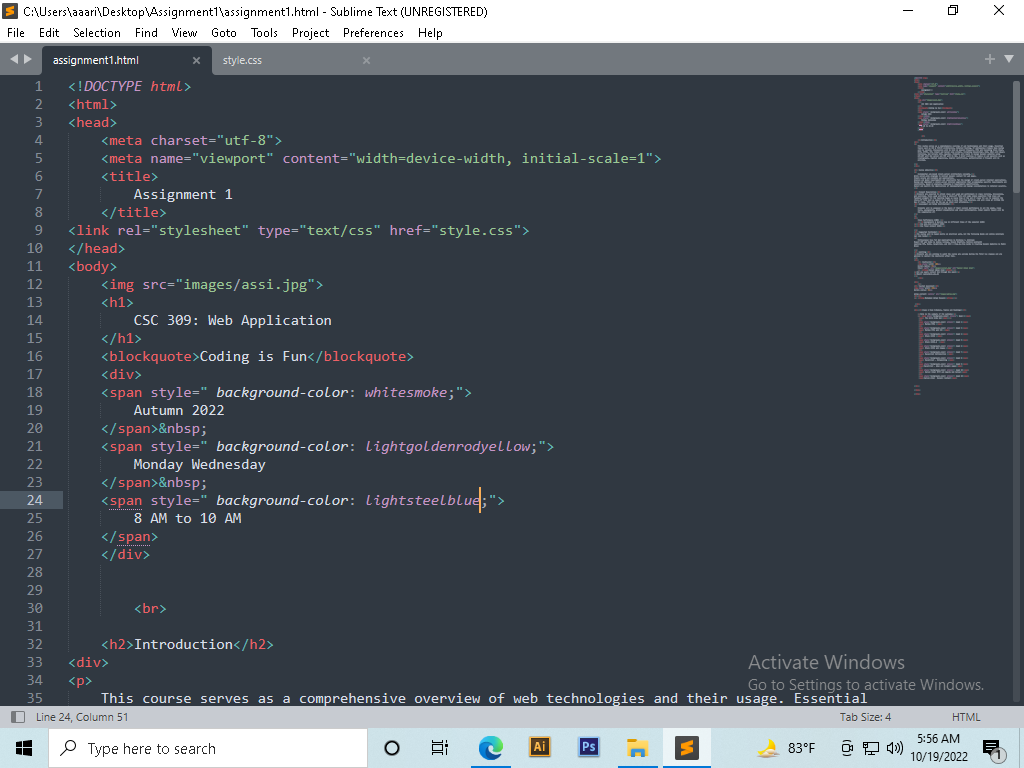 C:\Users\aaari\Desktop\Assignment1\assignment1.html - Sublime Text (UNREGISTERED)
File Edit Selection Find View Goto Tools Project Preferences Help
assignment1.html × style.css ×
1 <!DOCTYPE html>
2 <html>
3 <head>
4 <meta charset="utf-8">
5 <meta name="viewport" content="width=device-width, initial-scale=1">
6 <title>
7 Assignment 1
8 </title>
9 <link rel="stylesheet" type="text/css" href="style.css">
10 </head>
11 <body>
12 <img src="images/assi.jpg">
13 <h1>
14 CSC 309: Web Application
15 </h1>
16 <blockquote>Coding is Fun</blockquote>
17 <div>
18 <span style=" background-color: whitesmoke;">
19 Autumn 2022
20 </span>&nbsp;
21 <span style=" background-color: lightgoldenrodyellow;">
22 Monday Wednesday
23 </span>&nbsp;
24 <span style=" background-color: lightsteelblue;">
25 8 AM to 10 AM
26 </span>
27 </div>
28
29
30 <br>
31
32 <h2>Introduction</h2>
33 <div>
34 <p>
35 This course serves as a comprehensive overview of web technologies and their usage. Essential
Activate Windows
Go to Settings to activate Windows.
Line 24, Column 51 Tab Size: 4 HTML
Type here to search Ai Ps 83°F 5:56 AM
10/19/2022 1